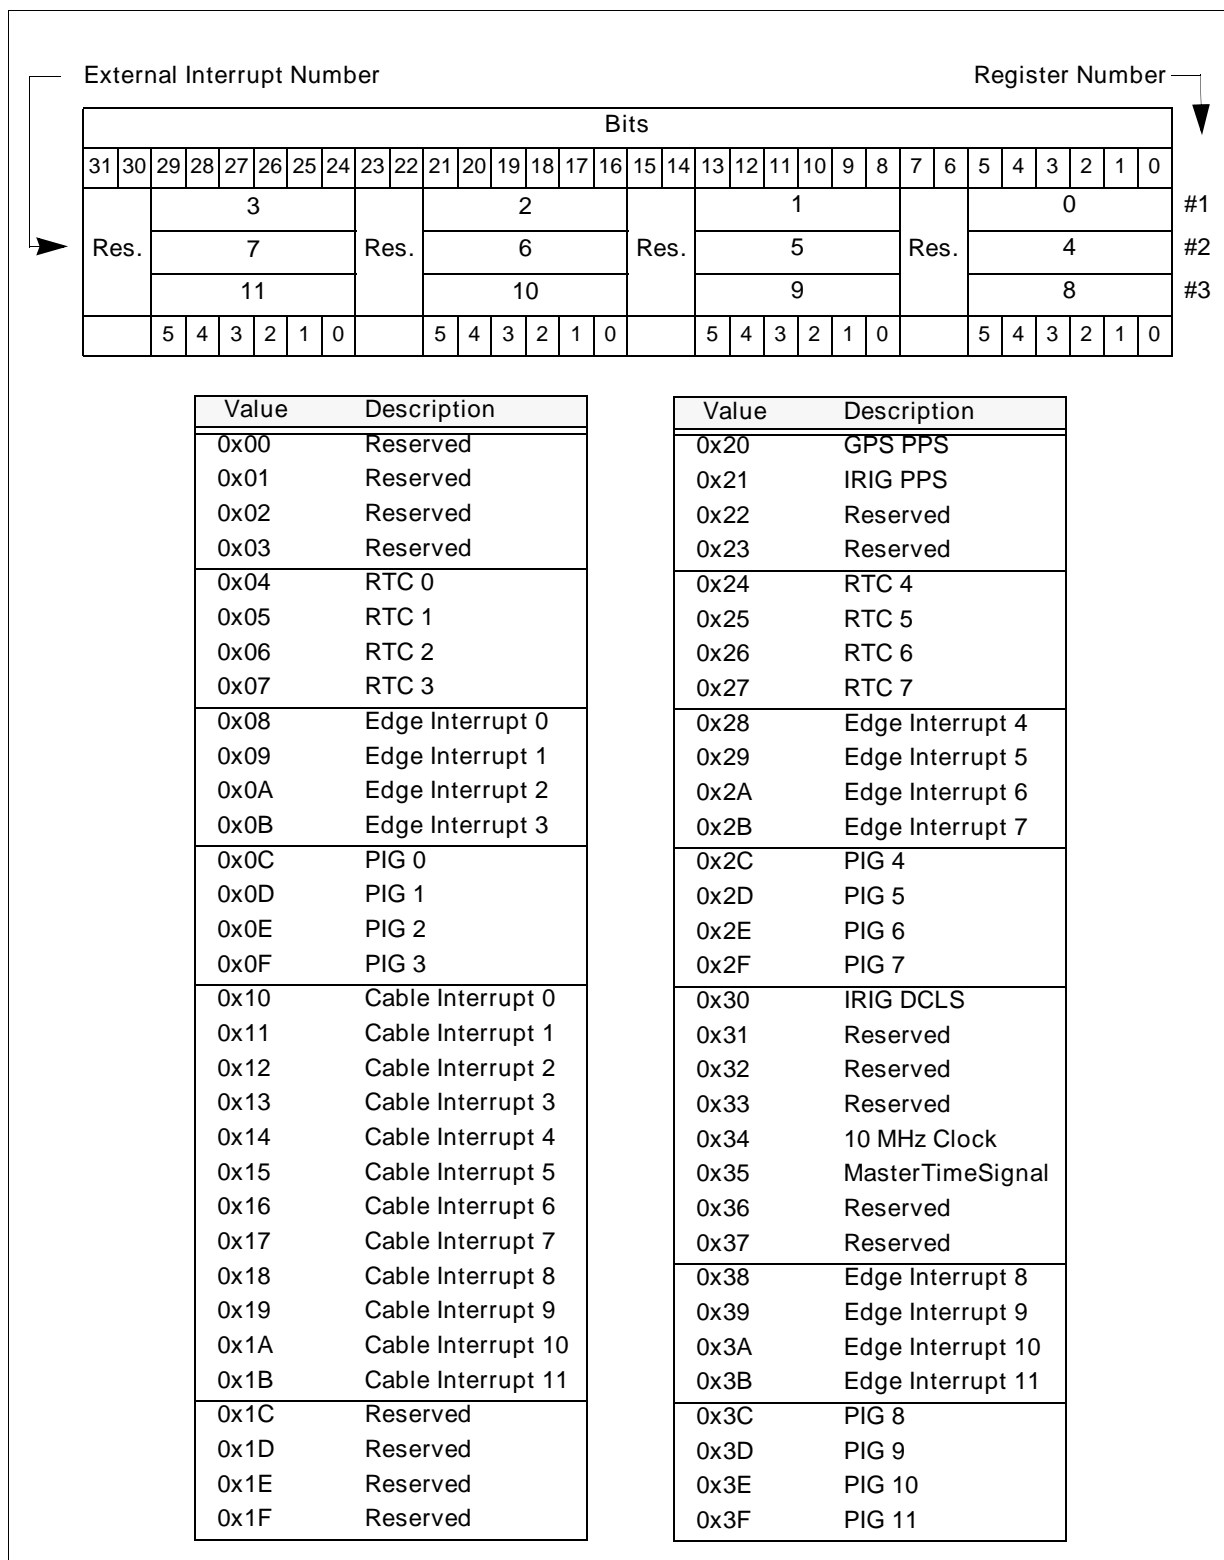 External Interrupt Number Register Number
Bits
31 30 29 28 27 26 25 24 23 22 21 20 19 18 17 16 15 14 13 12 11 10 9 8 7 6 5 4 3 2 1 0
3 2 1 0 #1
Res. 7 Res. 6 Res. 5 Res. 4 #2
11 10 9 8 #3
5 4 3 2 1 0 5 4 3 2 1 0 5 4 3 2 1 0 5 4 3 2 1 0
Value Description
0x00 Reserved
0x01 Reserved
0x02 Reserved
0x03 Reserved
0x04 RTC 0
0x05 RTC 1
0x06 RTC 2
0x07 RTC 3
0x08 Edge Interrupt 0
0x09 Edge Interrupt 1
0x0A Edge Interrupt 2
0x0B Edge Interrupt 3
0x0C PIG 0
0x0D PIG 1
0x0E PIG 2
0x0F PIG 3
0x10 Cable Interrupt 0
0x11 Cable Interrupt 1
0x12 Cable Interrupt 2
0x13 Cable Interrupt 3
0x14 Cable Interrupt 4
0x15 Cable Interrupt 5
0x16 Cable Interrupt 6
0x17 Cable Interrupt 7
0x18 Cable Interrupt 8
0x19 Cable Interrupt 9
0x1A Cable Interrupt 10
0x1B Cable Interrupt 11
0x1C Reserved
0x1D Reserved
0x1E Reserved
0x1F Reserved
Value Description
0x20 GPS PPS
0x21 IRIG PPS
0x22 Reserved
0x23 Reserved
0x24 RTC 4
0x25 RTC 5
0x26 RTC 6
0x27 RTC 7
0x28 Edge Interrupt 4
0x29 Edge Interrupt 5
0x2A Edge Interrupt 6
0x2B Edge Interrupt 7
0x2C PIG 4
0x2D PIG 5
0x2E PIG 6
0x2F PIG 7
0x30 IRIG DCLS
0x31 Reserved
0x32 Reserved
0x33 Reserved
0x34 10 MHz Clock
0x35 MasterTimeSignal
0x36 Reserved
0x37 Reserved
0x38 Edge Interrupt 8
0x39 Edge Interrupt 9
0x3A Edge Interrupt 10
0x3B Edge Interrupt 11
0x3C PIG 8
0x3D PIG 9
0x3E PIG 10
0x3F PIG 11